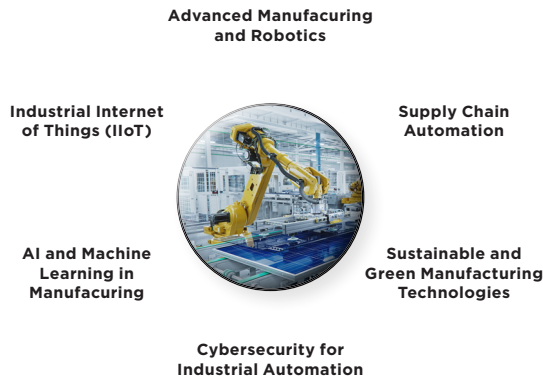 Advanced Manufacuring
and Robotics
Industrial Internet
of Things (IIoT)
Supply Chain
Automation
AI and Machine
Learning in
Manufacuring
Sustainable and
Green Manufacturing
Technologies
Cybersecurity for
Industrial Automation